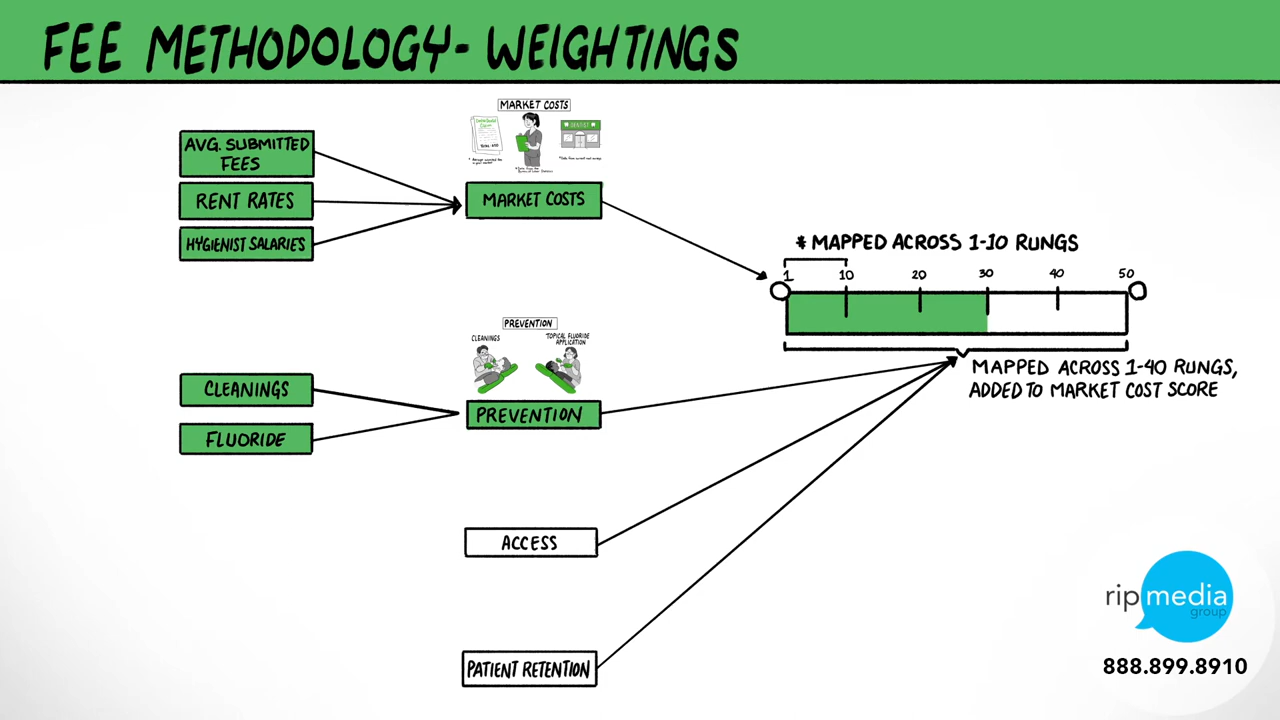 FEE METHODOLOGY- WEIGHTINGS
MARKET COSTS
DENTIST
AVG. SUBMITTED
FEES
RENT RATES
HYGIENIST SALARIES
MARKET COSTS
* MAPPED ACROSS 1-10 RUNGS
1 10 20 30 40 50
MAPPED ACROSS 1-40 RUNGS,
ADDED TO MARKET COST SCORE
PREVENTION
CLEANINGS
TOPICAL FLUORIDE
APPLICATION
CLEANINGS
FLUORIDE
PREVENTION
ACCESS
PATIENT RETENTION
rip media
group
888.899.8910